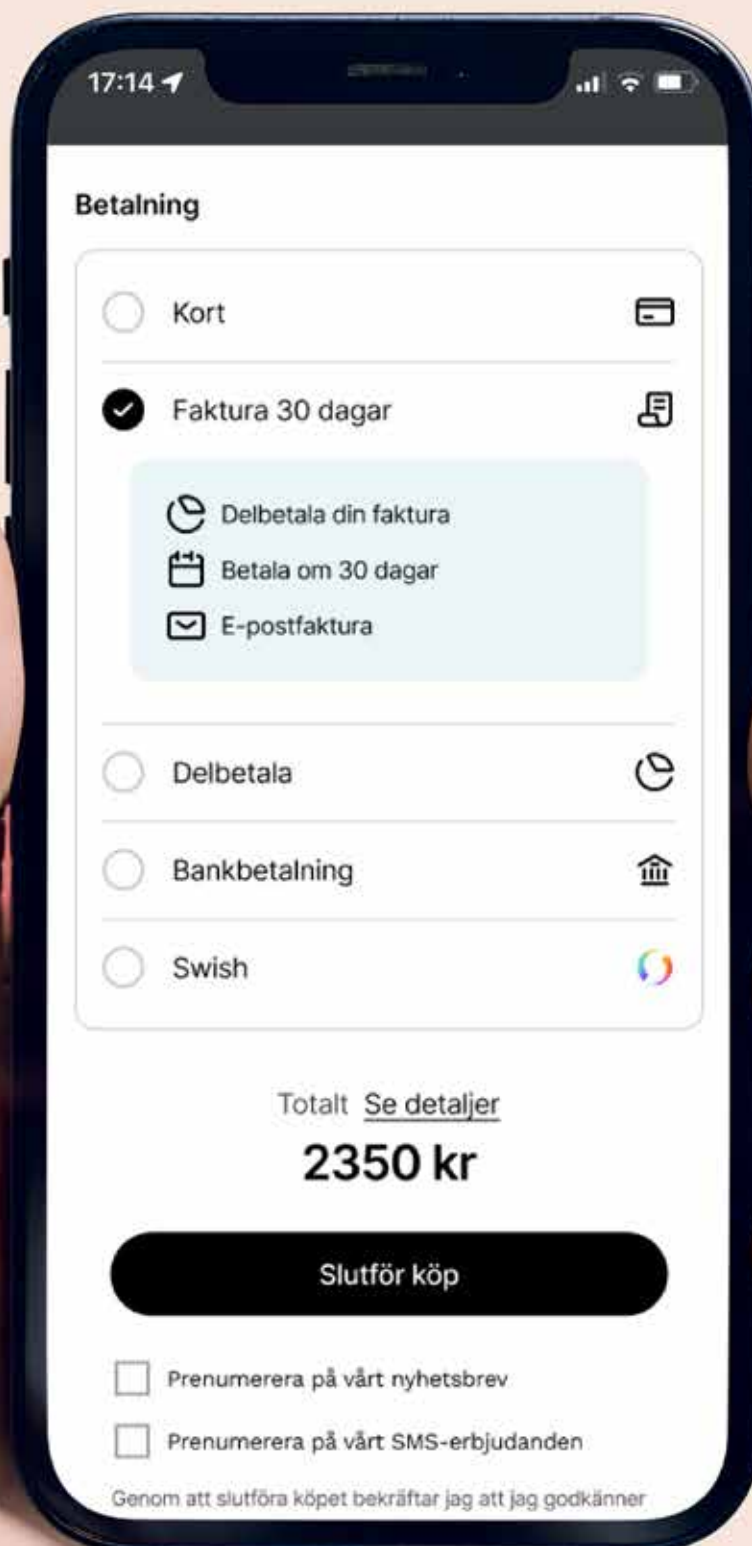 17:14
Betalning
Kort
Faktura 30 dagar
Delbetala din faktura
Betala om 30 dagar
E-postfaktura
Delbetala
Bankbetalning
Swish
Totalt Se detaljer
2350 kr
Slutför köp
Prenumerera på vårt nyhetsbrev
Prenumerera på vårt SMS-erbjudanden
Genom att slutföra köpet bekräftar jag att jag godkänner